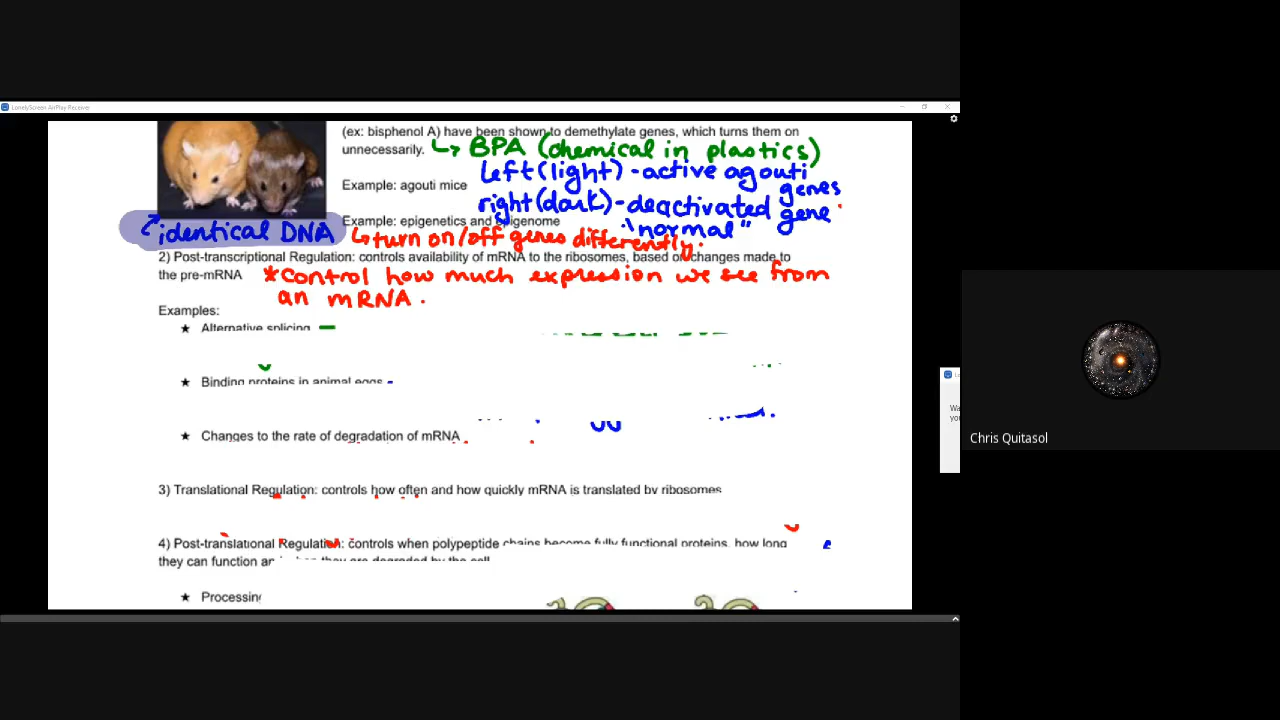 LonelyScreen AirPlay Receiver
(ex: bisphenol A) have been shown to demethylate genes, which turns them on
unnecessarily. ↳ BPA (chemical in plastics)
left (light) - active agouti
genes
Example: agouti mice
right (dark) - deactivated gene
Example: epigenetics and epigenome
"normal"
identical DNA ↳ turn on/off genes differently.
2) Post-transcriptional Regulation: controls availability of mRNA to the ribosomes, based on changes made to
the pre-mRNA *control how much expression we see from
an mRNA.
Examples:
★ Alternative splicing
★ Binding proteins in animal eggs
★ Changes to the rate of degradation of mRNA
3) Translational Regulation: controls how often and how quickly mRNA is translated by ribosomes
4) Post-translational Regulation: controls when polypeptide chains become fully functional proteins, how long
they can function an they are degraded by the cell
★ Processing
Chris Quitasol